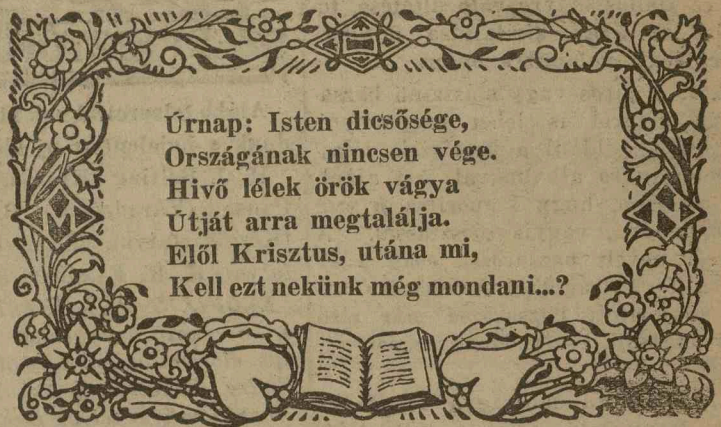 Úrnap: Isten dicsősége,
Országának nincsen vége.
Hivő lélek örök vágya
Útját arra megtalálja.
M N
Elől Krisztus, utána mi,
Kell ezt nekünk még mondani...?